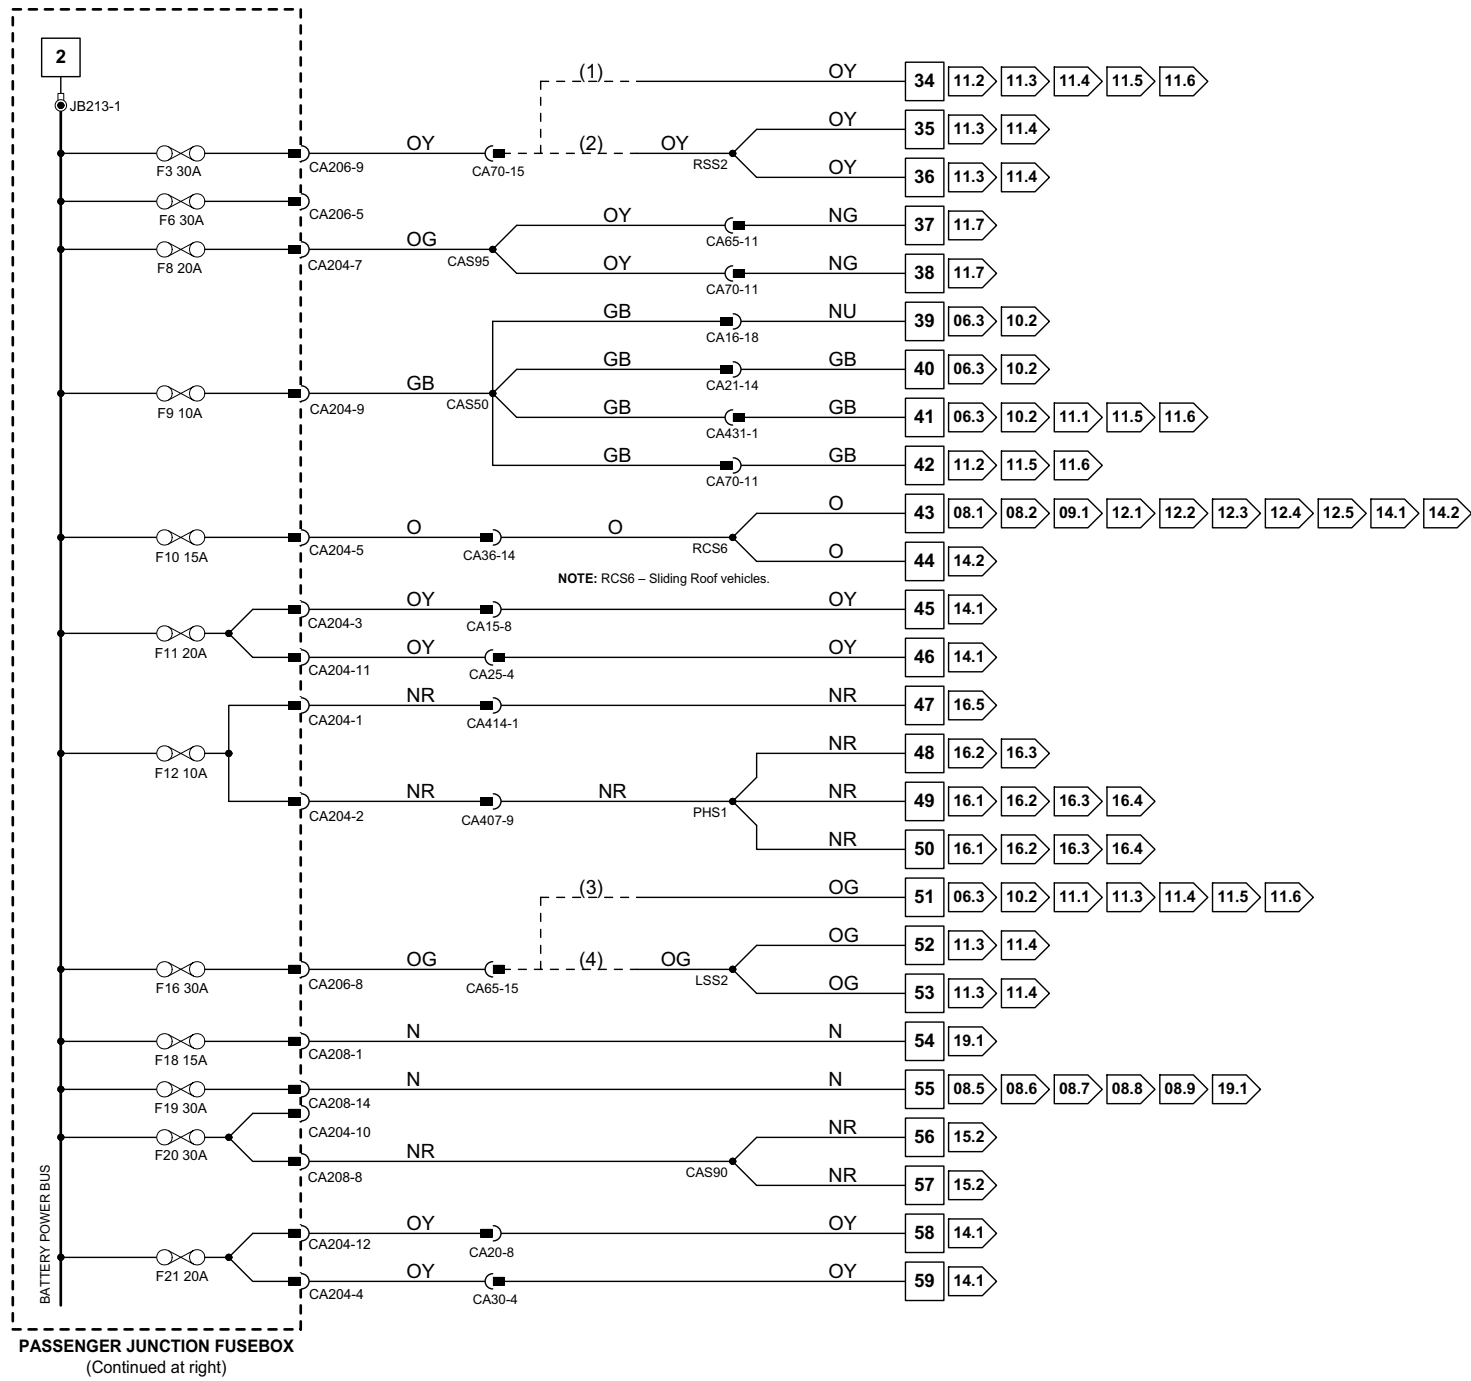 2
JB213-1
(1) OY 34 11.2 11.3 11.4 11.5 11.6
OY 35 11.3 11.4
F3 30A CA206-9 OY CA70-15 (2) OY RSS2
OY 36 11.3 11.4
F6 30A CA206-5
OY CA65-11 NG 37 11.7
F8 20A CA204-7 OG CAS95
OY CA70-11 NG 38 11.7
GB CA16-18 NU 39 06.3 10.2
GB CA21-14 GB 40 06.3 10.2
F9 10A CA204-9 GB CAS50
GB CA431-1 GB 41 06.3 10.2 11.1 11.5 11.6
GB CA70-11 GB 42 11.2 11.5 11.6
O 43 08.1 08.2 09.1 12.1 12.2 12.3 12.4 12.5 14.1 14.2
F10 15A CA204-5 O CA36-14 O RCS6
O 44 14.2
NOTE: RCS6 – Sliding Roof vehicles.
CA204-3 OY CA15-8 OY 45 14.1
F11 20A
CA204-11 OY CA25-4 OY 46 14.1
CA204-1 NR CA414-1 NR 47 16.5
F12 10A
NR 48 16.2 16.3
CA204-2 NR CA407-9 NR PHS1 NR 49 16.1 16.2 16.3 16.4
NR 50 16.1 16.2 16.3 16.4
(3) OG 51 06.3 10.2 11.1 11.3 11.4 11.5 11.6
OG 52 11.3 11.4
F16 30A CA206-8 OG CA65-15 (4) OG LSS2
OG 53 11.3 11.4
F18 15A CA208-1 N N 54 19.1
F19 30A CA208-14 N N 55 08.5 08.6 08.7 08.8 08.9 19.1
CA204-10
F20 30A
NR 56 15.2
CA208-8 NR CAS90
NR 57 15.2
CA204-12 OY CA20-8 OY 58 14.1
F21 20A
CA204-4 OY CA30-4 OY 59 14.1
BATTERY POWER BUS
PASSENGER JUNCTION FUSEBOX
(Continued at right)